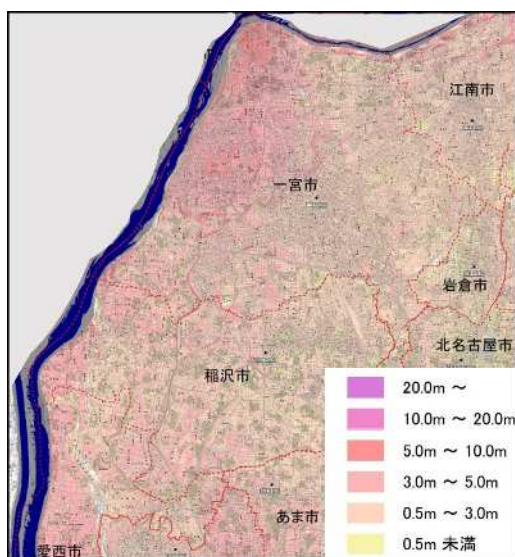 江南市
一宮市
岩倉市
北名古屋市
稲沢市
あま市
愛西市
20.0m ～
10.0m ～ 20.0m
5.0m ～ 10.0m
3.0m ～ 5.0m
0.5m ～ 3.0m
0.5m 未満